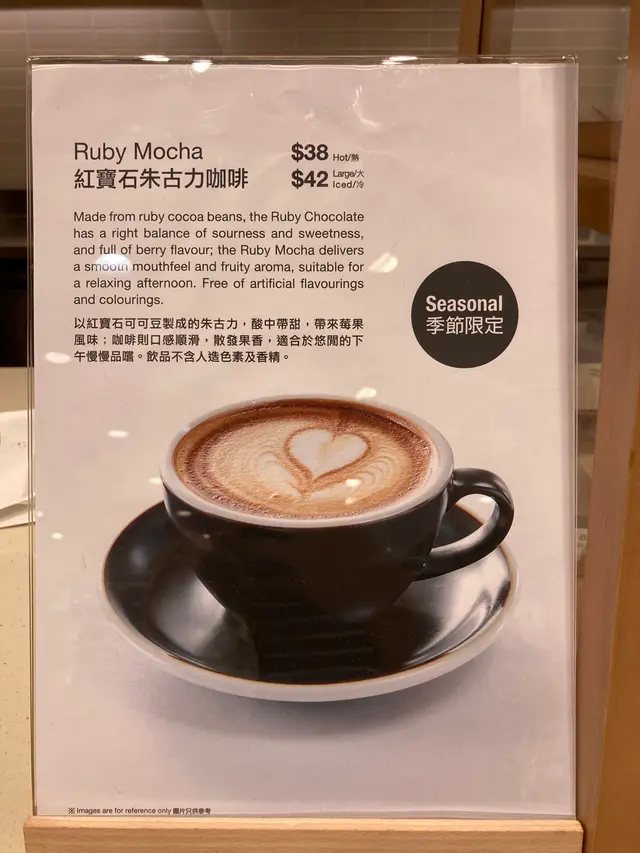 Ruby Mocha
紅寶石朱古力咖啡
$38 Hot/熱
$42 Large/大
Iced/冷
Made from ruby cocoa beans, the Ruby Chocolate
has a right balance of sourness and sweetness,
and full of berry flavour; the Ruby Mocha delivers
a smooth mouthfeel and fruity aroma, suitable for
a relaxing afternoon. Free of artificial flavourings
and colourings.
以紅寶石可可豆製成的朱古力，酸中帶甜，帶來莓果
風味；咖啡則口感順滑，散發果香，適合於悠閒的下
午慢慢品嚐。飲品不含人造色素及香精。
Seasonal
季節限定
※ Images are for reference only 圖片只供參考